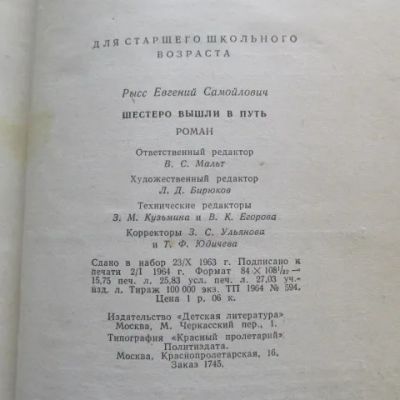 ДЛЯ СТАРШЕГО ШКОЛЬНОГО
ВОЗРАСТА
Рысс Евгений Самойлович
ШЕСТЕРО ВЫШЛИ В ПУТЬ
РОМАН
Ответственный редактор
В. С. Мальт
Художественный редактор
Л. Д. Бирюков
Технические редакторы
З. М. Кузьмина и В. К. Егорова
Корректоры З. С. Ульянова
и Т. Ф. Юдичева
Сдано в набор 23/X 1963 г. Подписано к
печати 2/I 1964 г. Формат 84 × 108¹/₃₂ —
15,75 печ. л. 25,83 усл. печ. л. 27,03 уч.-
изд. л. Тираж 100 000 экз. ТП 1964 № 594.
Цена 1 р. 06 к.
Издательство «Детская литература»
Москва, М. Черкасский пер., 1.
Типография «Красный пролетарий»
Политиздата.
Москва, Краснопролетарская, 16.
Заказ 1745.